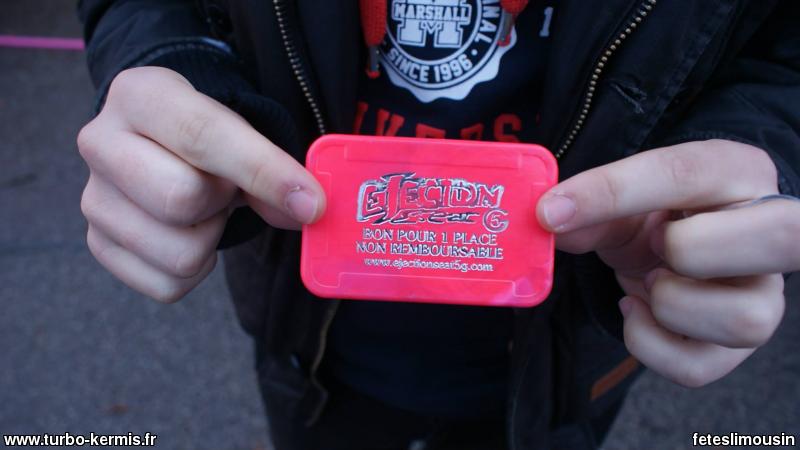 MARSHALL
ORIGINAL
SINCE 1996
EJECTION
Seat 5G
BON POUR 1 PLACE
NON REMBOURSABLE
www.ejectionseat5g.com
www.turbo-kermis.fr
feteslimousin